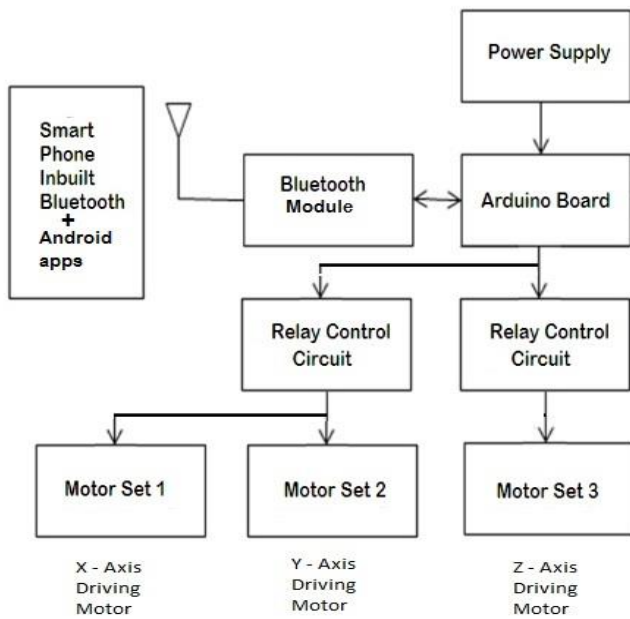 Power Supply
Smart
Phone
Inbuilt
Bluetooth
+
Android
apps
Bluetooth
Module
Arduino Board
Relay Control
Circuit
Relay Control
Circuit
Motor Set 1
Motor Set 2
Motor Set 3
X - Axis
Driving
Motor
Y - Axis
Driving
Motor
Z - Axis
Driving
Motor